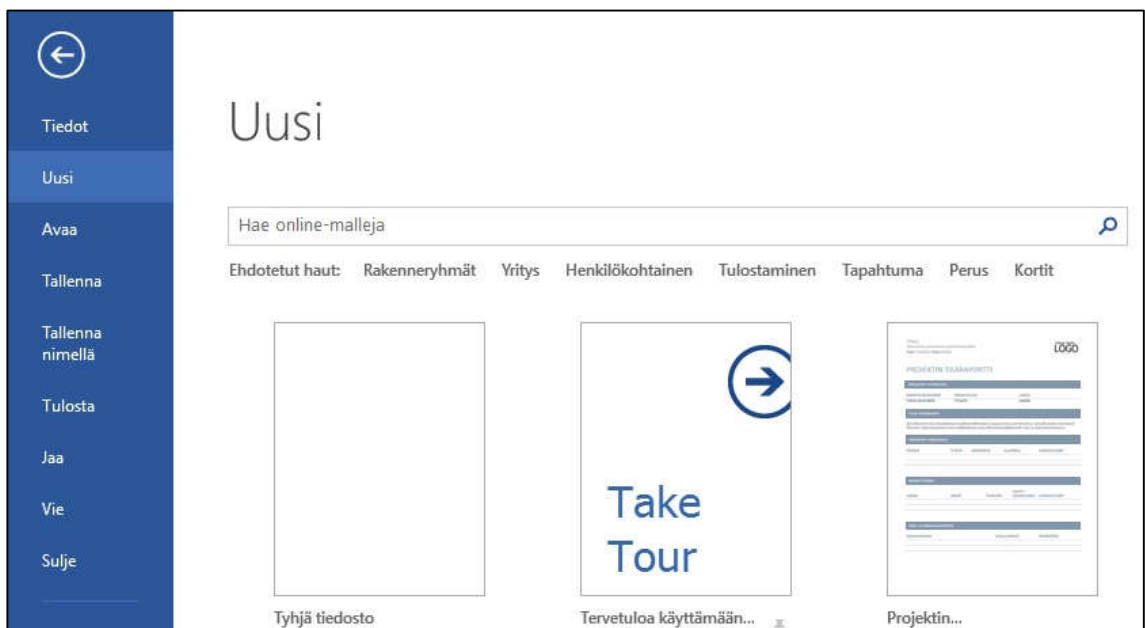 Tiedot
Uusi
Avaa
Tallenna
Tallenna
nimellä
Tulosta
Jaa
Vie
Sulje
Uusi
Hae online-malleja
Ehdotetut haut: Rakenneryhmät Yritys Henkilökohtainen Tulostaminen Tapahtuma Perus Kortit
Tyhjä tiedosto
Take
Tour
Tervetuloa käyttämään...
LOGO
PROJEKTIN TILARAPORTTI
Projektin...